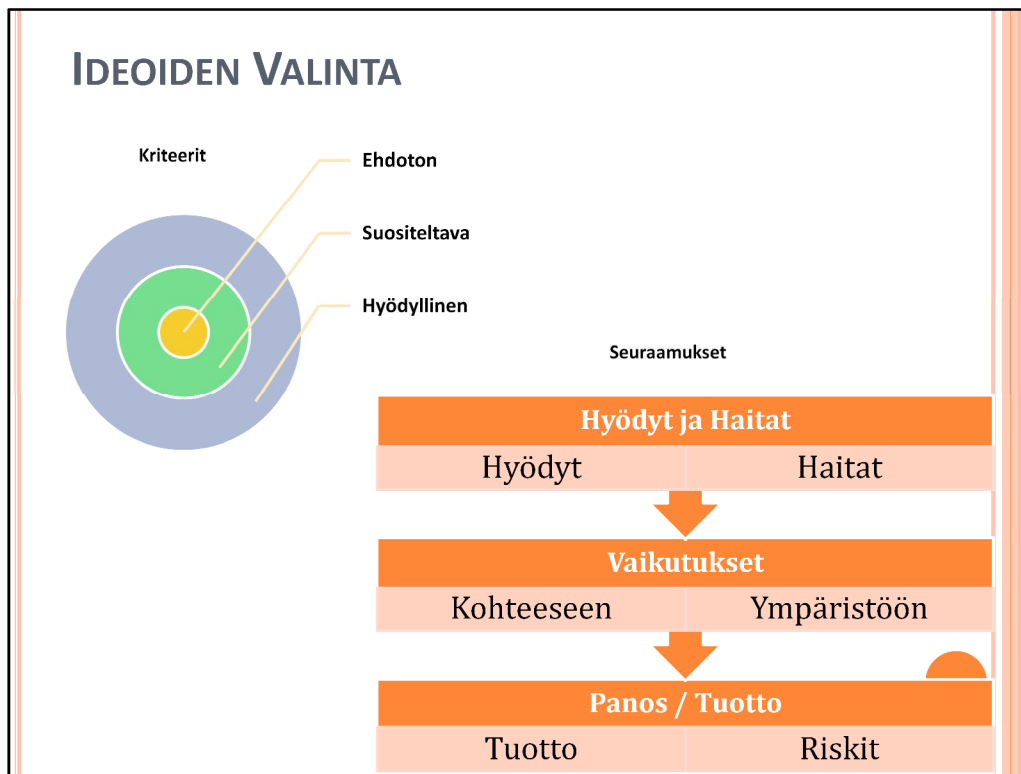 IDEOIDEN VALINTA
Kriteerit
Ehdoton
Suositeltava
Hyödyllinen
Seuraamukset
Hyödyt ja Haitat
Hyödyt Haitat
Vaikutukset
Kohteeseen Ympäristöön
Panos / Tuotto
Tuotto Riskit